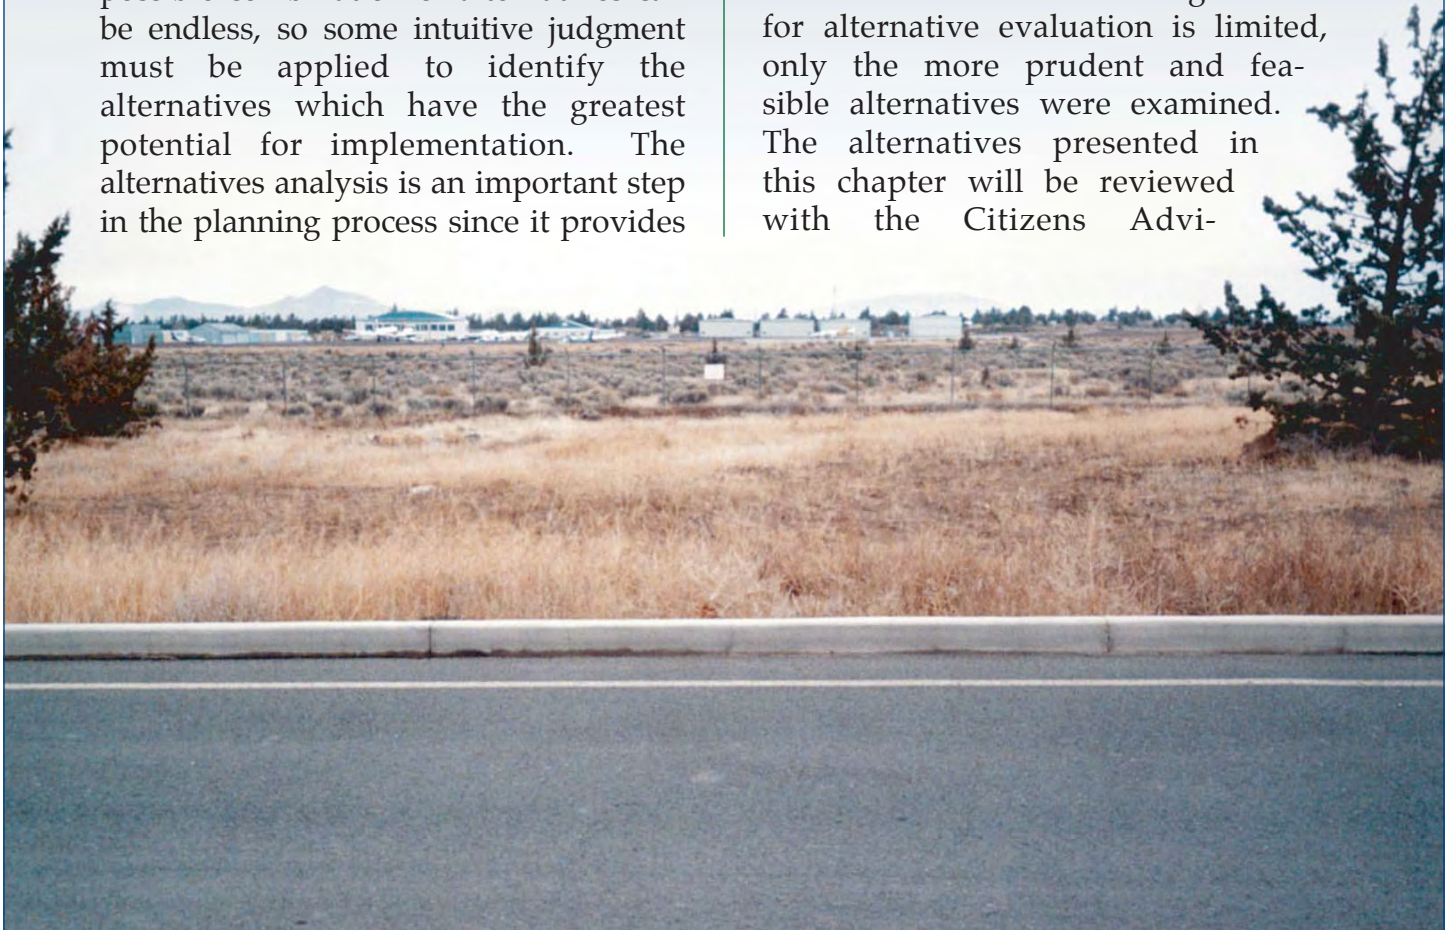 be endless, so some intuitive judgment
must be applied to identify the
alternatives which have the greatest
potential for implementation. The
alternatives analysis is an important step
in the planning process since it provides
for alternative evaluation is limited,
only the more prudent and fea-
sible alternatives were examined.
The alternatives presented in
this chapter will be reviewed
with the Citizens Advi-